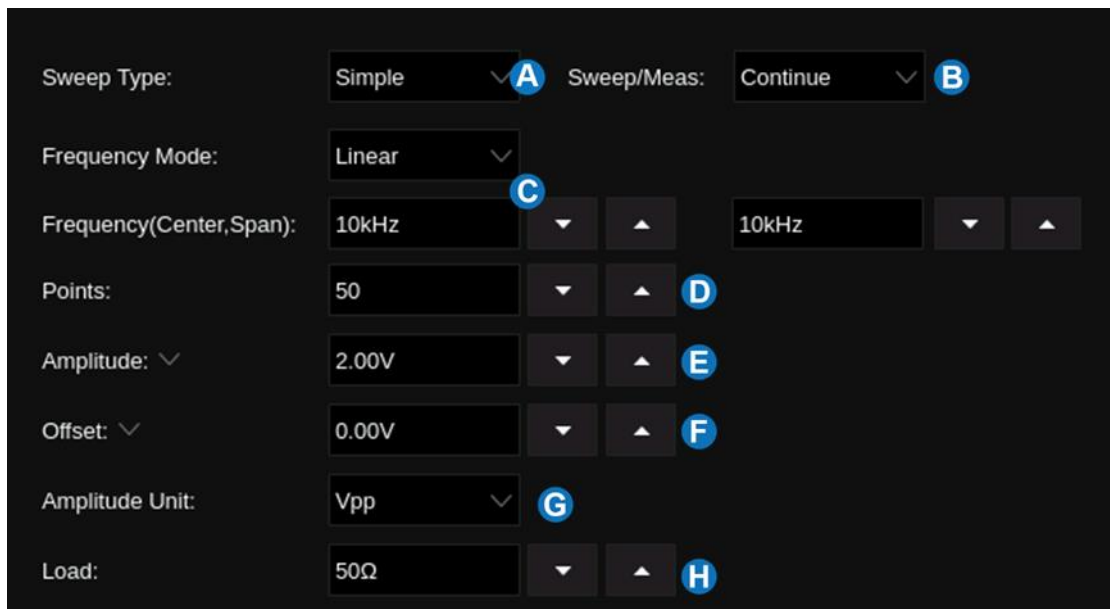 Sweep Type: Simple A Sweep/Meas: Continue B
Frequency Mode: Linear
C
Frequency(Center,Span): 10kHz 10kHz
Points: 50 D
Amplitude: 2.00V E
Offset: 0.00V F
Amplitude Unit: Vpp G
Load: 50Ω H